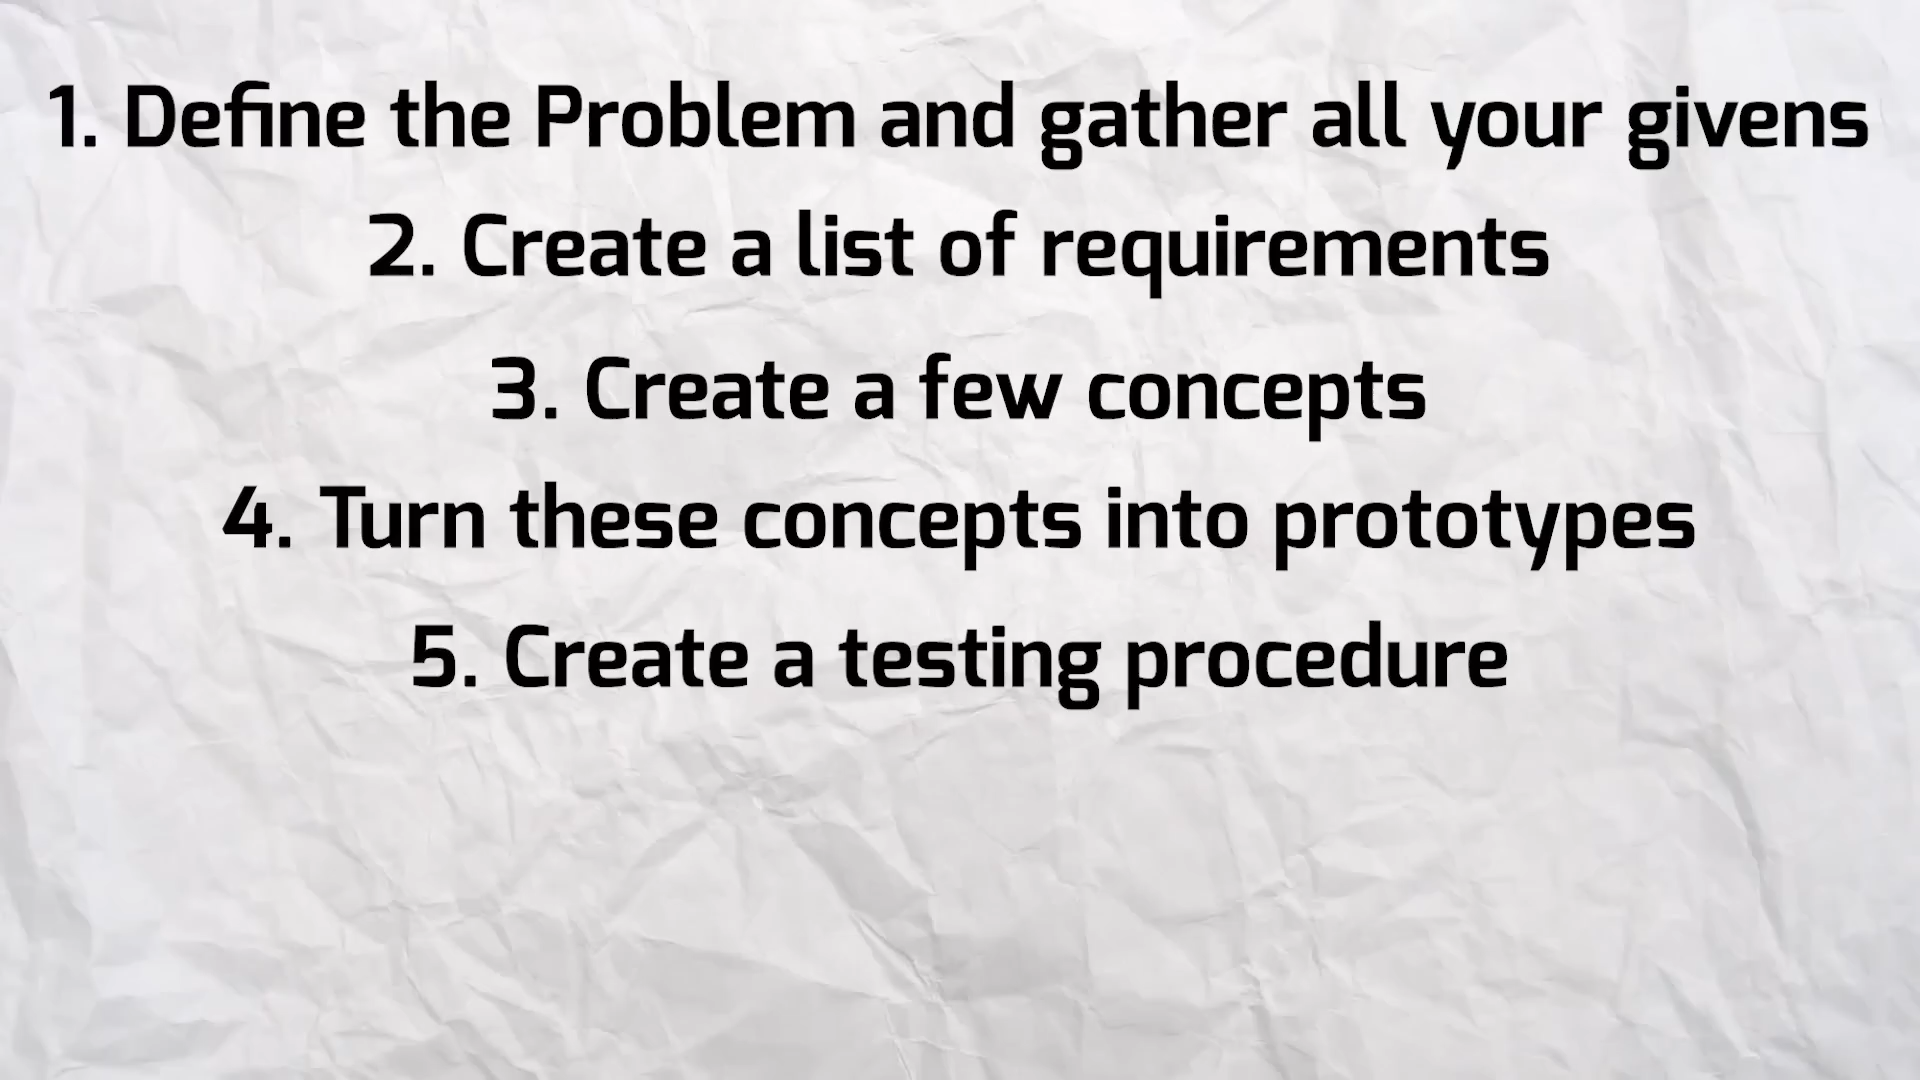 1. Define the Problem and gather all your givens
2. Create a list of requirements
3. Create a few concepts
4. Turn these concepts into prototypes
5. Create a testing procedure